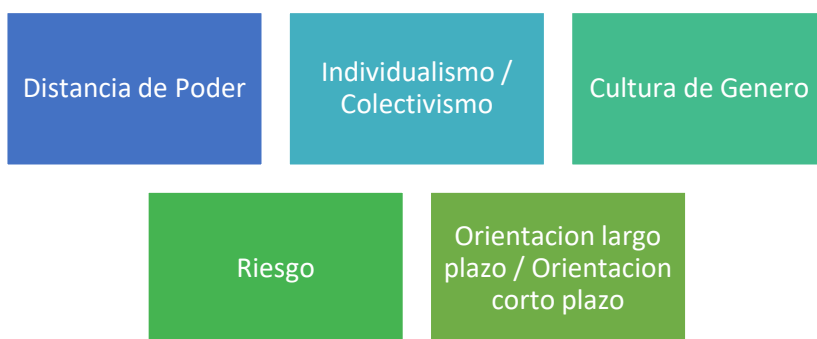 Distancia de Poder
Individualismo /
Colectivismo
Cultura de Genero
Riesgo
Orientacion largo
plazo / Orientacion
corto plazo